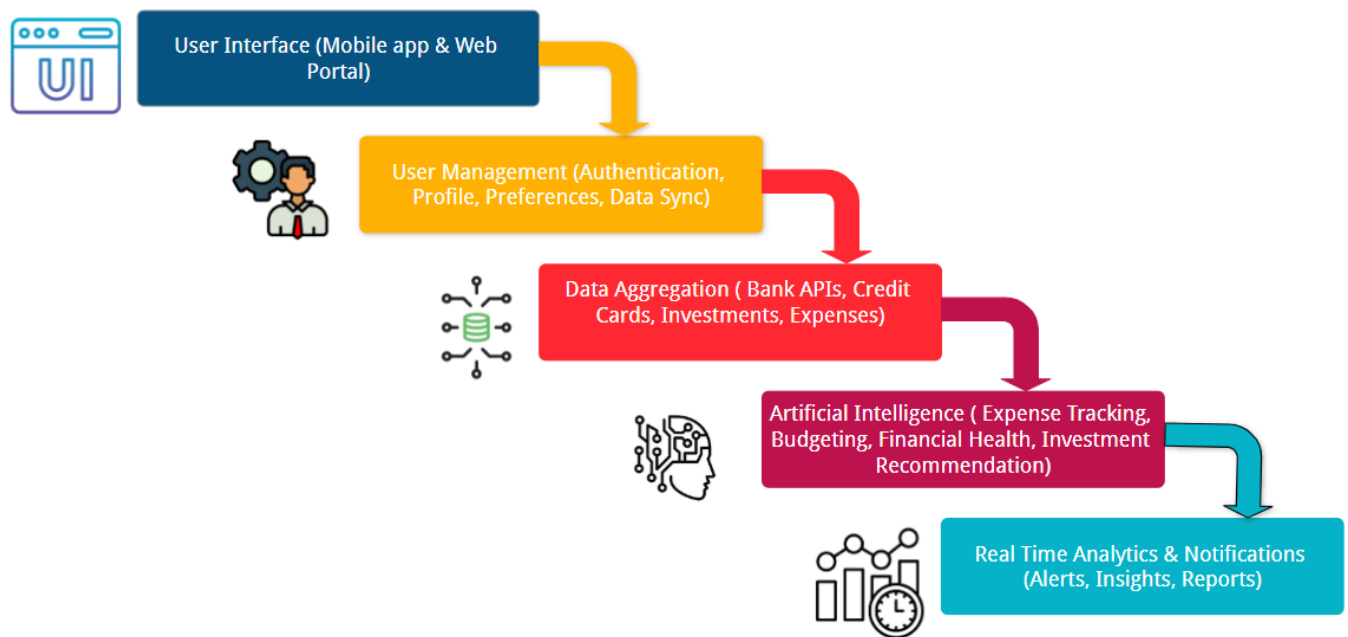 UI
User Interface (Mobile app & Web
Portal)
User Management (Authentication,
Profile, Preferences, Data Sync)
Data Aggregation ( Bank APIs, Credit
Cards, Investments, Expenses)
Artificial Intelligence ( Expense Tracking,
Budgeting, Financial Health, Investment
Recommendation)
Real Time Analytics & Notifications
(Alerts, Insights, Reports)